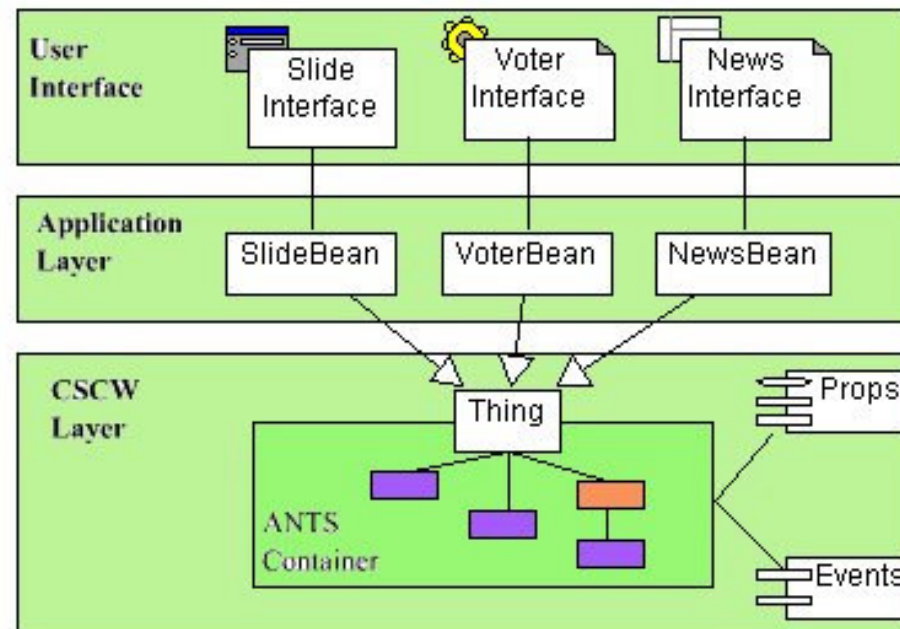 User
Interface
Slide
Interface
Voter
Interface
News
Interface
Application
Layer
SlideBean
VoterBean
NewsBean
CSCW
Layer
Thing
Props
ANTS
Container
Events